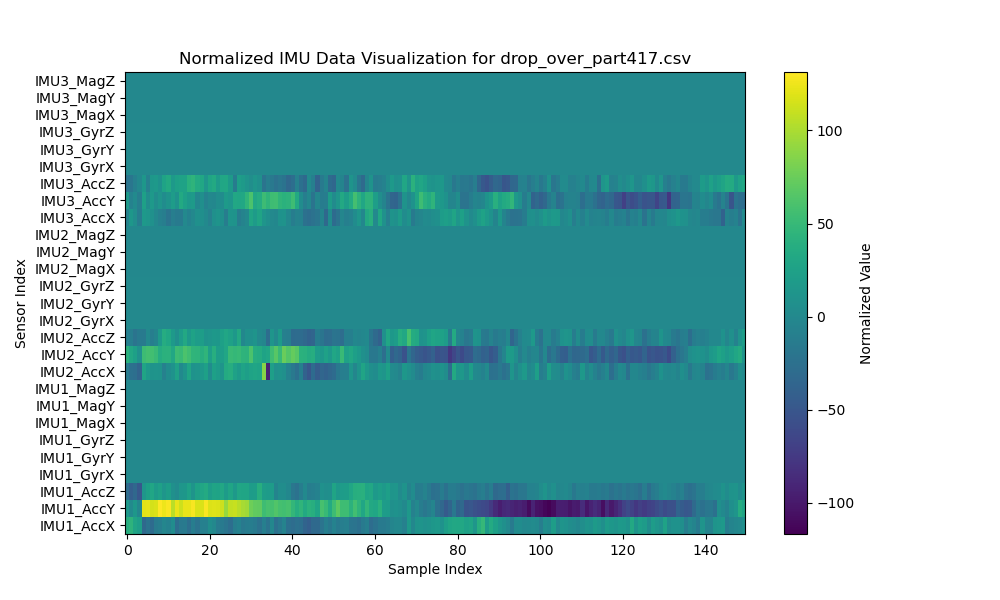 Normalized IMU Data Visualization for drop_over_part417.csv
IMU3_MagZ
IMU3_MagY
IMU3_MagX
IMU3_GyrZ
IMU3_GyrY
IMU3_GyrX
IMU3_AccZ
IMU3_AccY
IMU3_AccX
IMU2_MagZ
IMU2_MagY
IMU2_MagX
IMU2_GyrZ
IMU2_GyrY
IMU2_GyrX
IMU2_AccZ
IMU2_AccY
IMU2_AccX
IMU1_MagZ
IMU1_MagY
IMU1_MagX
IMU1_GyrZ
IMU1_GyrY
IMU1_GyrX
IMU1_AccZ
IMU1_AccY
IMU1_AccX
Sensor Index
0 20 40 60 80 100 120 140
Sample Index
100
50
0
−50
−100
Normalized Value